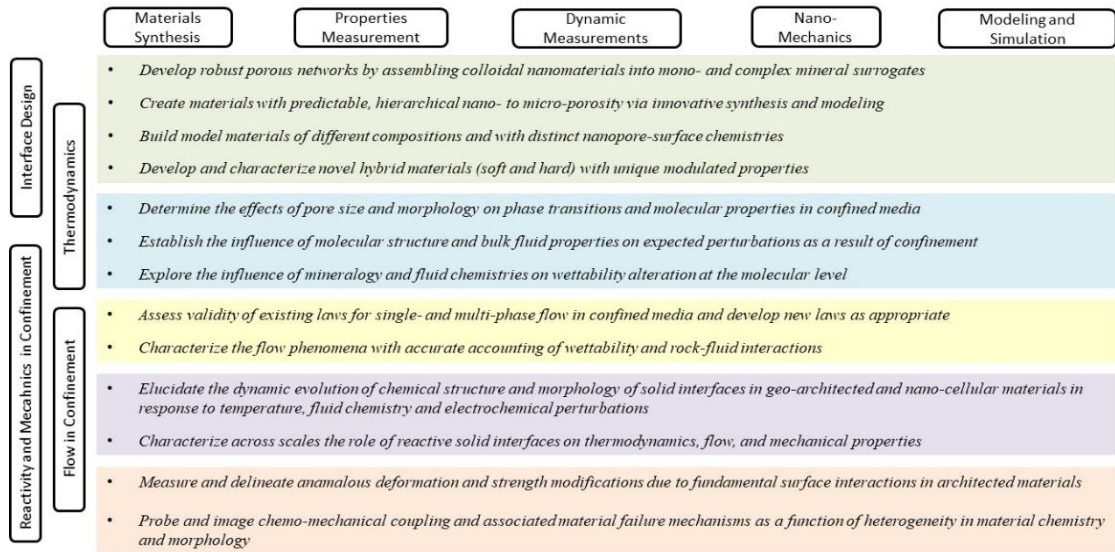 Materials
Synthesis
Properties
Measurement
Dynamic
Measurements
Nano-
Mechanics
Modeling and
Simulation
Interface Design
Thermodynamics
Reactivity and Mecahnics in Confinement
Flow in Confinement
• Develop robust porous networks by assembling colloidal nanomaterials into mono- and complex mineral surrogates
• Create materials with predictable, hierarchical nano- to micro-porosity via innovative synthesis and modeling
• Build model materials of different compositions and with distinct nanopore-surface chemistries
• Develop and characterize novel hybrid materials (soft and hard) with unique modulated properties
• Determine the effects of pore size and morphology on phase transitions and molecular properties in confined media
• Establish the influence of molecular structure and bulk fluid properties on expected perturbations as a result of confinement
• Explore the influence of mineralogy and fluid chemistries on wettability alteration at the molecular level
• Assess validity of existing laws for single- and multi-phase flow in confined media and develop new laws as appropriate
• Characterize the flow phenomena with accurate accounting of wettability and rock-fluid interactions
• Elucidate the dynamic evolution of chemical structure and morphology of solid interfaces in geo-architected and nano-cellular materials in
response to temperature, fluid chemistry and electrochemical perturbations
• Characterize across scales the role of reactive solid interfaces on thermodynamics, flow, and mechanical properties
• Measure and delineate anamalous deformation and strength modifications due to fundamental surface interactions in architected materials
• Probe and image chemo-mechanical coupling and associated material failure mechanisms as a function of heterogeneity in material chemistry
and morphology